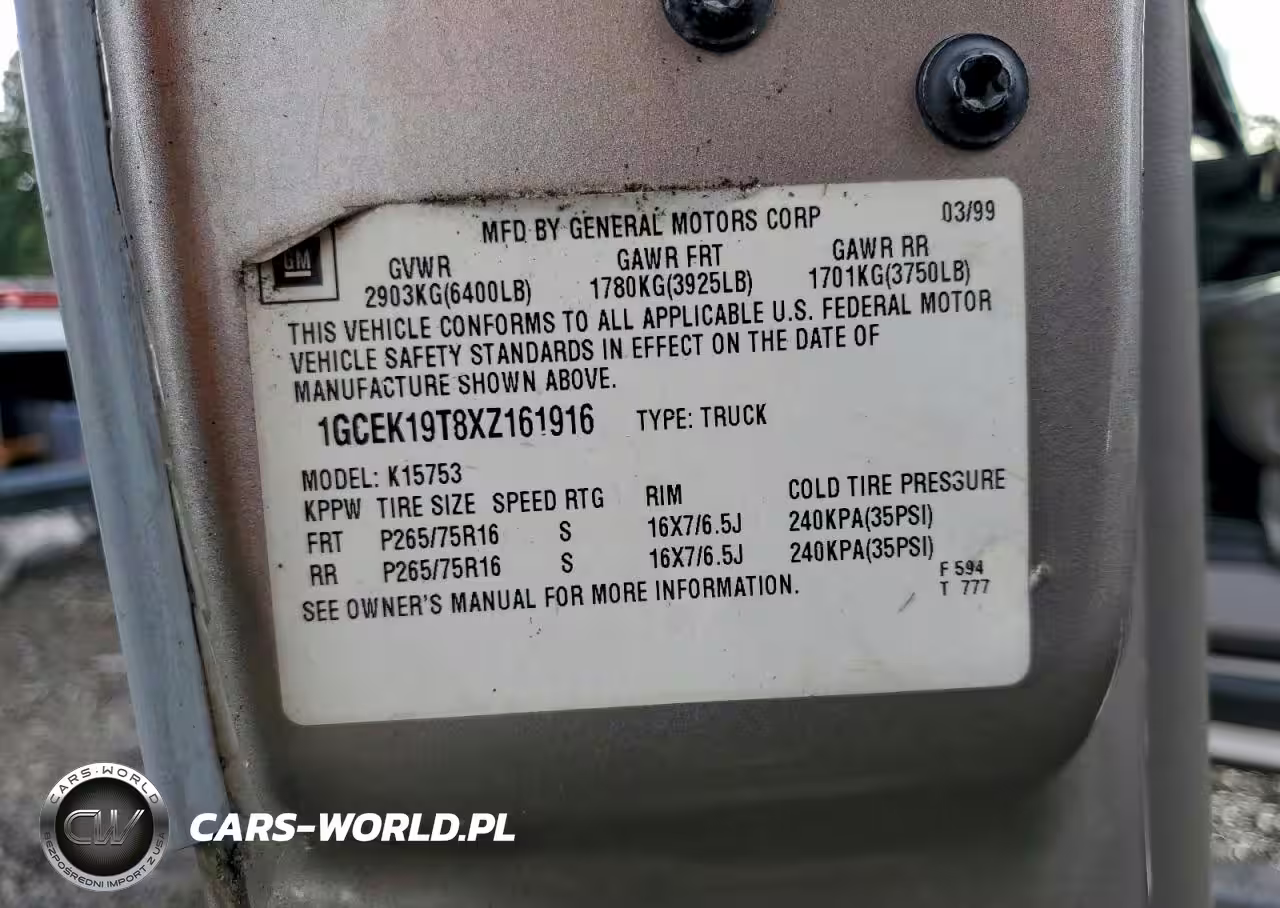 MFD BY GENERAL MOTORS CORP 03/99
GM
GVWR GAWR FRT GAWR RR
2903KG(6400LB) 1780KG(3925LB) 1701KG(3750LB)
THIS VEHICLE CONFORMS TO ALL APPLICABLE U.S. FEDERAL MOTOR
VEHICLE SAFETY STANDARDS IN EFFECT ON THE DATE OF
MANUFACTURE SHOWN ABOVE.
1GCEK19T8XZ161916 TYPE: TRUCK
MODEL: K15753
KPPW TIRE SIZE SPEED RTG RIM COLD TIRE PRESSURE
FRT P265/75R16 S 16X7/6.5J 240KPA(35PSI)
RR P265/75R16 S 16X7/6.5J 240KPA(35PSI)
SEE OWNER'S MANUAL FOR MORE INFORMATION.
F 594
T 777
CARS-WORLD
CW
BEZPOŚREDNI IMPORT Z USA
CARS-WORLD.PL